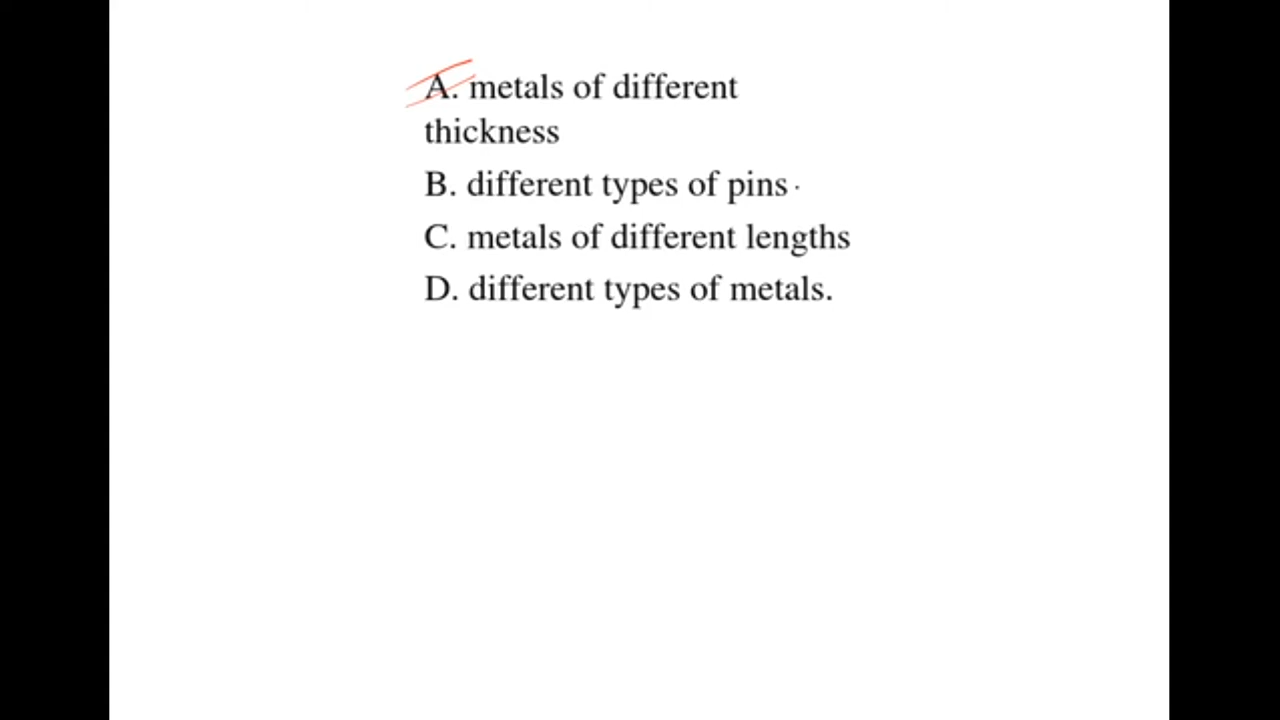 A. metals of different
thickness
B. different types of pins.
C. metals of different lengths
D. different types of metals.